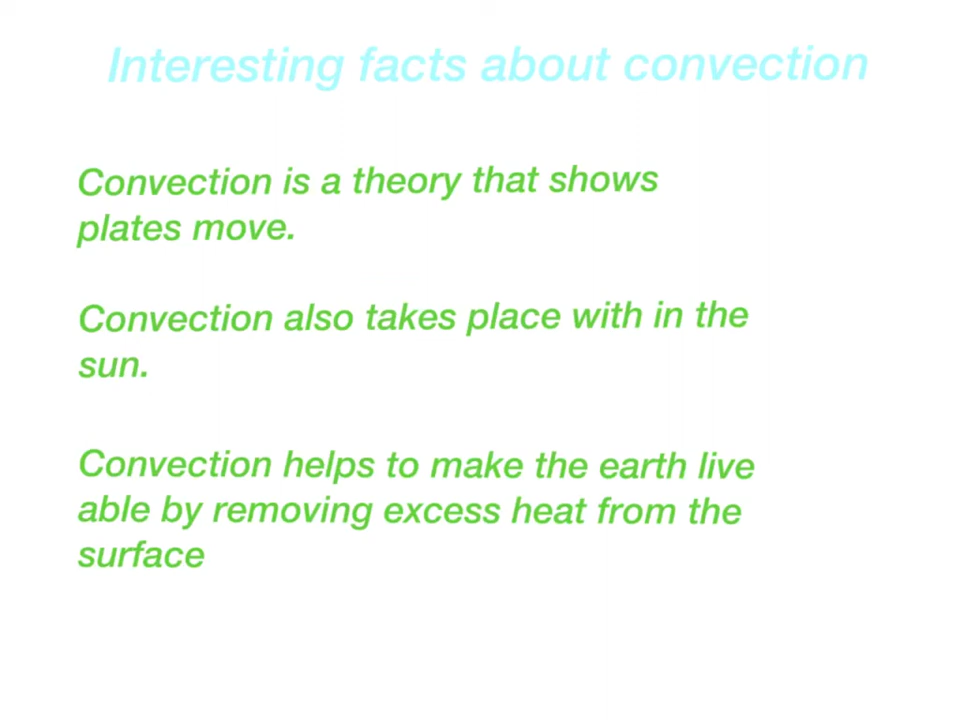 Interesting facts about convection
Convection is a theory that shows
plates move.
Convection also takes place with in the
sun.
Convection helps to make the earth live
able by removing excess heat from the
surface